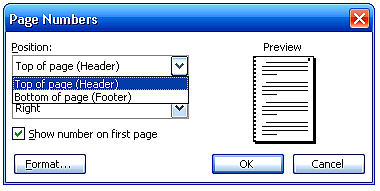 Page Numbers
Position:
Preview
Top of page (Header)
Top of page (Header)
Bottom of page (Footer)
Right
Show number on first page
Format...
OK
Cancel